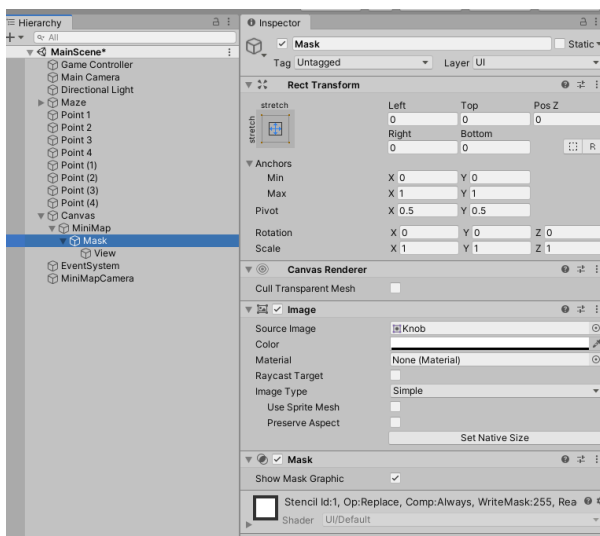 Hierarchy
All
MainScene*
Game Controller
Main Camera
Directional Light
Maze
Point 1
Point 2
Point 3
Point 4
Point (1)
Point (2)
Point (3)
Point (4)
Canvas
MiniMap
Mask
View
EventSystem
MiniMapCamera
Inspector
Mask Static
Tag Untagged Layer UI
Rect Transform
stretch Left Top Pos Z
stretch 0 0 0
Right Bottom
0 0 R
Anchors
Min X 0 Y 0
Max X 1 Y 1
Pivot X 0.5 Y 0.5
Rotation X 0 Y 0 Z 0
Scale X 1 Y 1 Z 1
Canvas Renderer
Cull Transparent Mesh
Image
Source Image Knob
Color
Material None (Material)
Raycast Target
Image Type Simple
Use Sprite Mesh
Preserve Aspect
Set Native Size
Mask
Show Mask Graphic
Stencil Id:1, Op:Replace, Comp:Always, WriteMask:255, Rea
Shader UI/Default